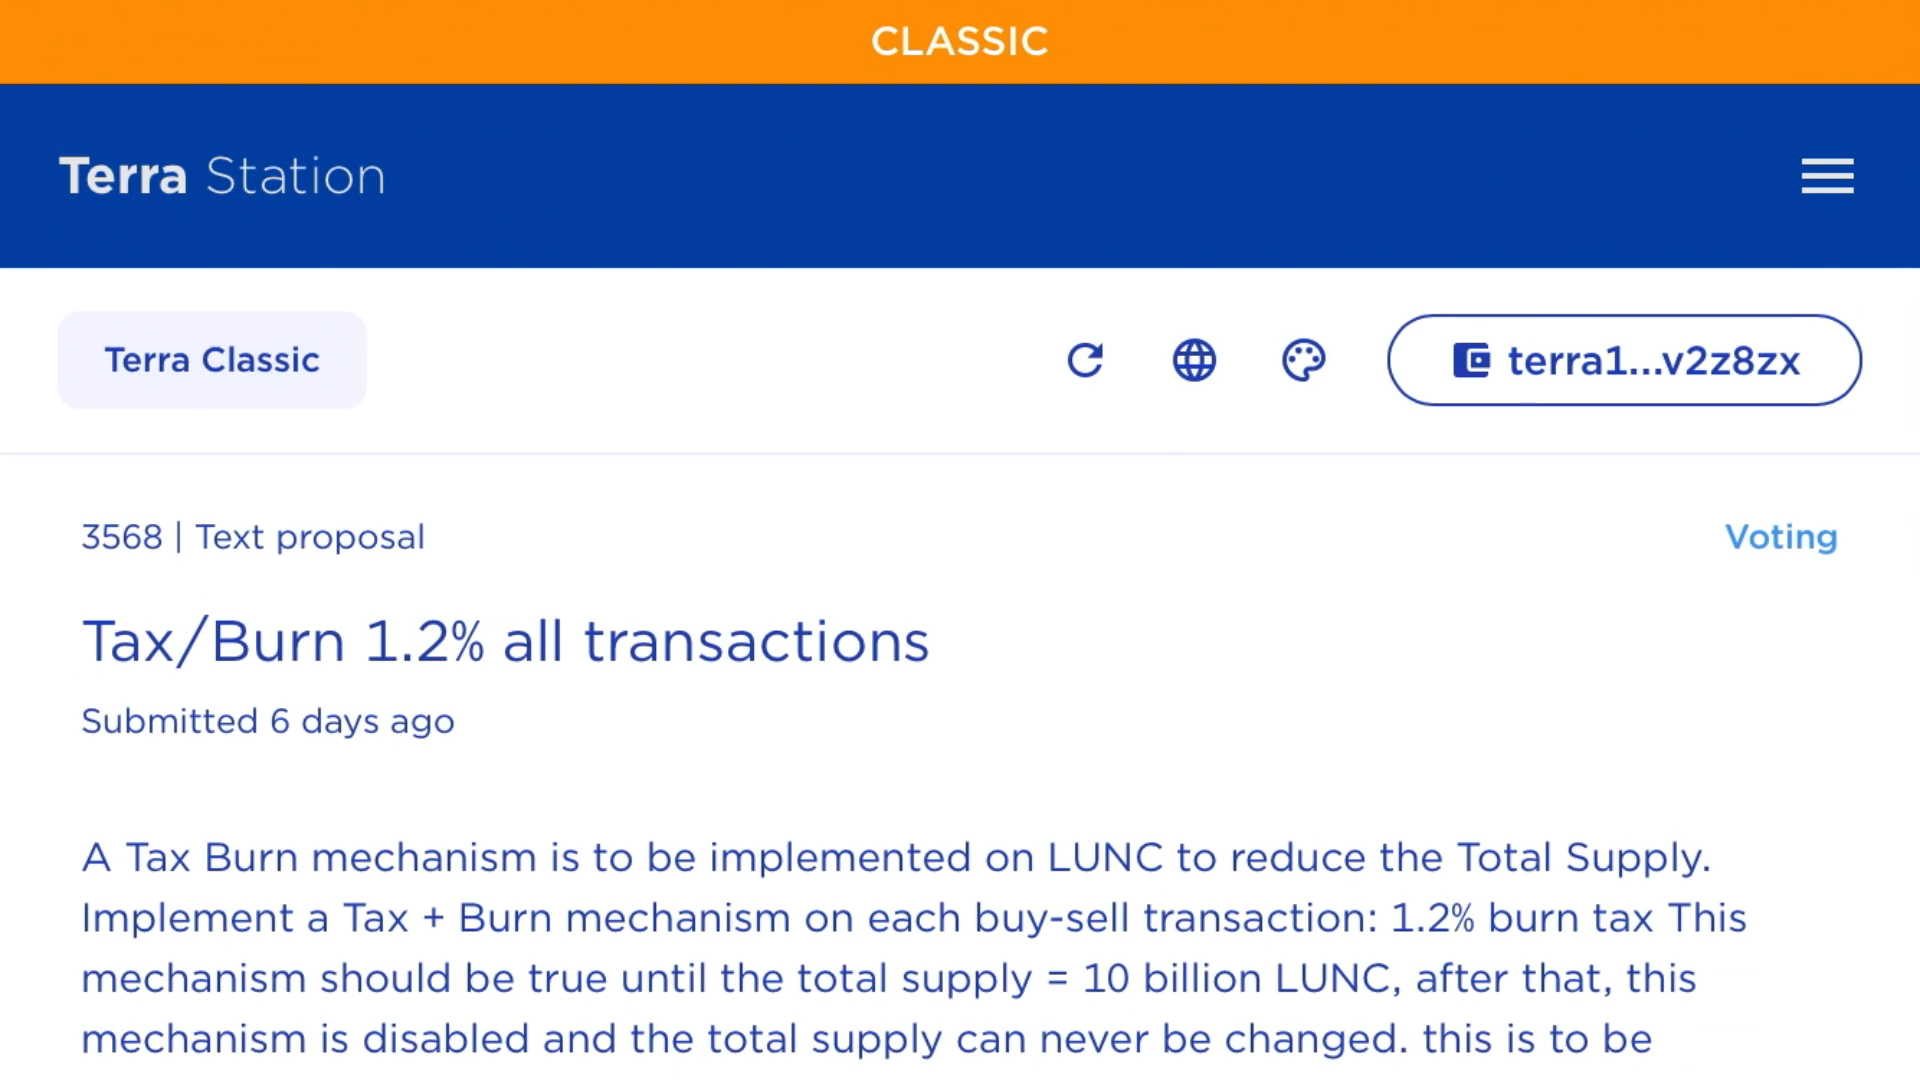 CLASSIC
Terra Station
Terra Classic
terra1...v2z8zx
3568 | Text proposal
Voting
Tax/Burn 1.2% all transactions
Submitted 6 days ago
A Tax Burn mechanism is to be implemented on LUNC to reduce the Total Supply.
Implement a Tax + Burn mechanism on each buy-sell transaction: 1.2% burn tax This
mechanism should be true until the total supply = 10 billion LUNC, after that, this
mechanism is disabled and the total supply can never be changed. this is to be